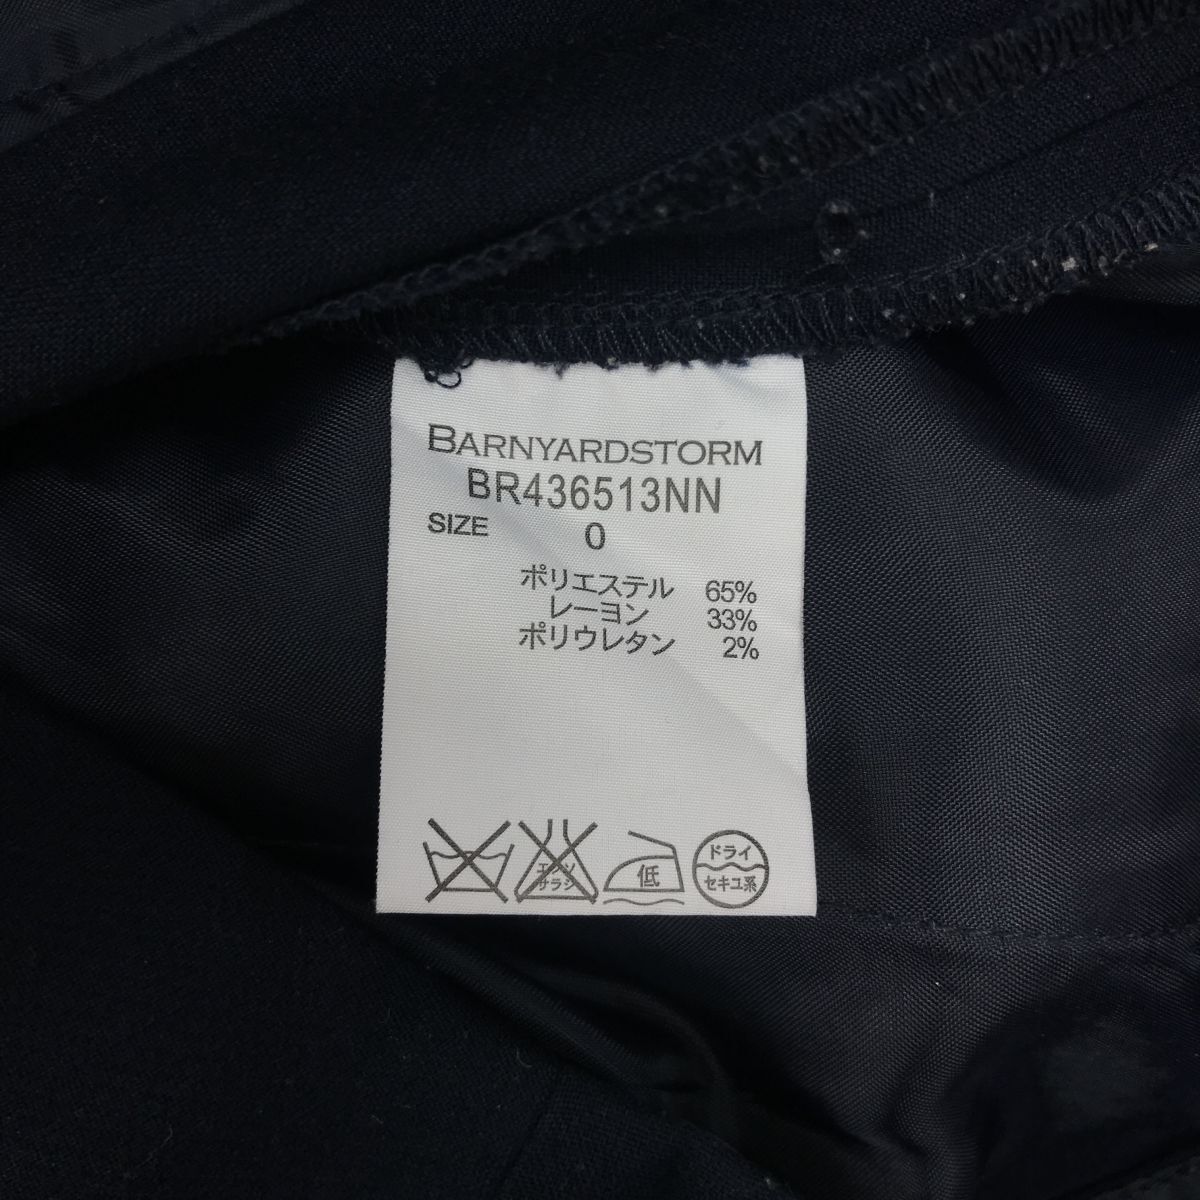 BARNYARDSTORM
BR436513NN
SIZE 0
ポリエステル 65%
レーヨン 33%
ポリウレタン 2%
エンソ
サラシ
低
ドライ
セキユ系